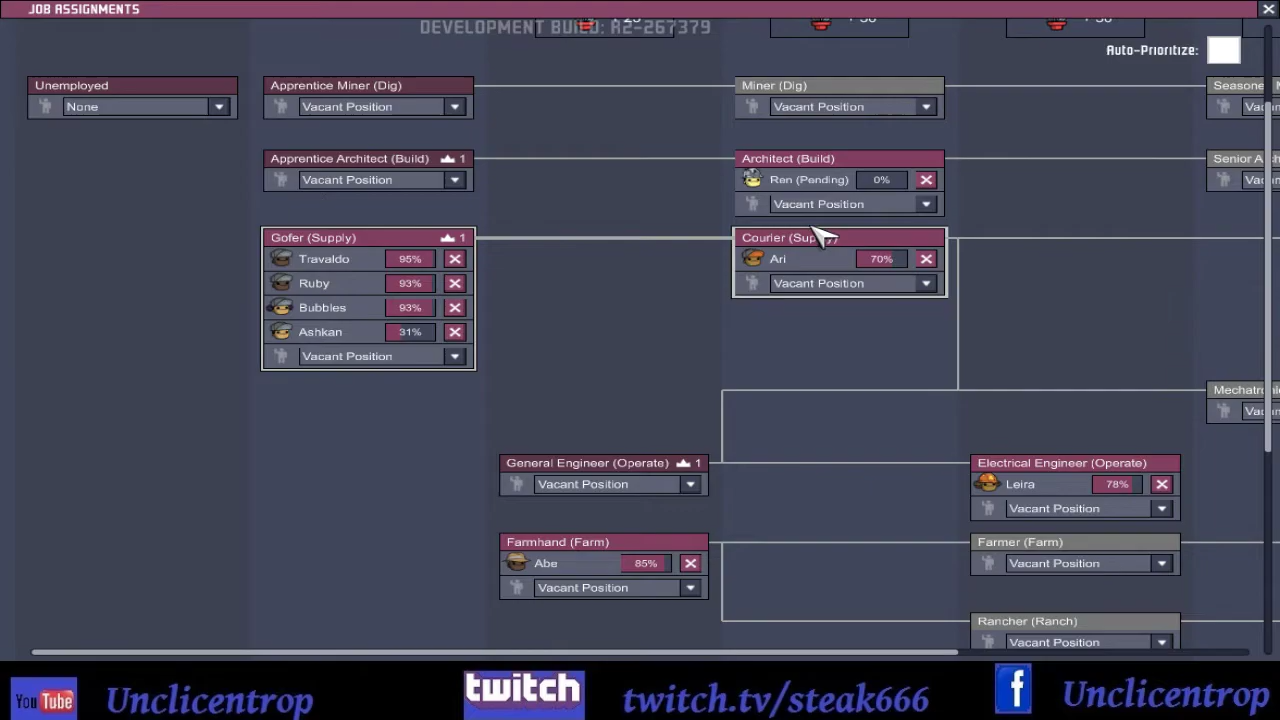 JOB ASSIGNMENTS
DEVELOPMENT BUILD: A2-267379
Auto-Prioritize:
Unemployed
None
Apprentice Miner (Dig)
Vacant Position
Miner (Dig)
Vacant Position
Apprentice Architect (Build) 1
Vacant Position
Architect (Build)
Ren (Pending) 0%
Vacant Position
Senior
Gofer (Supply) 1
Travaldo 95%
Ruby 93%
Bubbles 93%
Ashkan 31%
Vacant Position
Courier
Ari 70%
Vacant Position
General Engineer (Operate) 1
Vacant Position
Electrical Engineer (Operate)
Leira 78%
Vacant Position
Farmhand (Farm)
Abe 85%
Vacant Position
Farmer (Farm)
Vacant Position
Rancher (Ranch)
Vacant Position
You Tube
Unclicentrop
twitch
twitch.tv/steak666
f
Unclicentrop